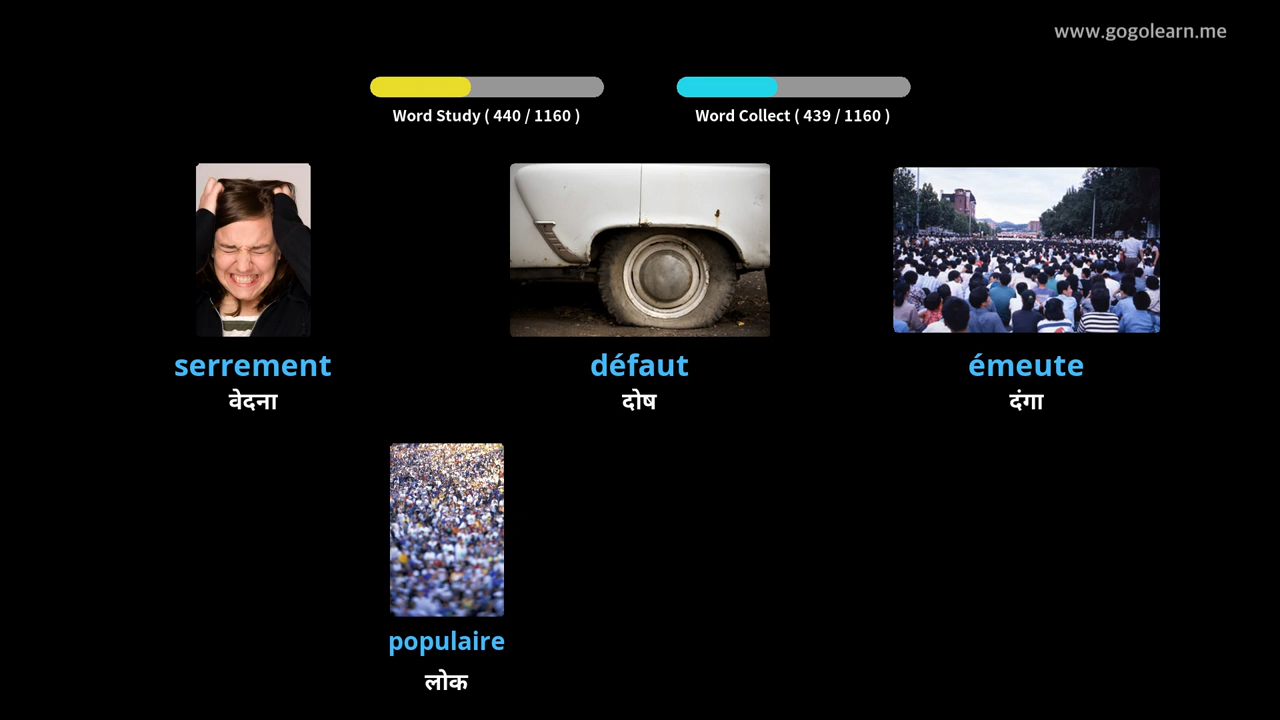 www.gogolearn.me
Word Study ( 440 / 1160 )
Word Collect ( 439 / 1160 )
serrement
वेदना
défaut
दोष
émeute
दंगा
populaire
लोक